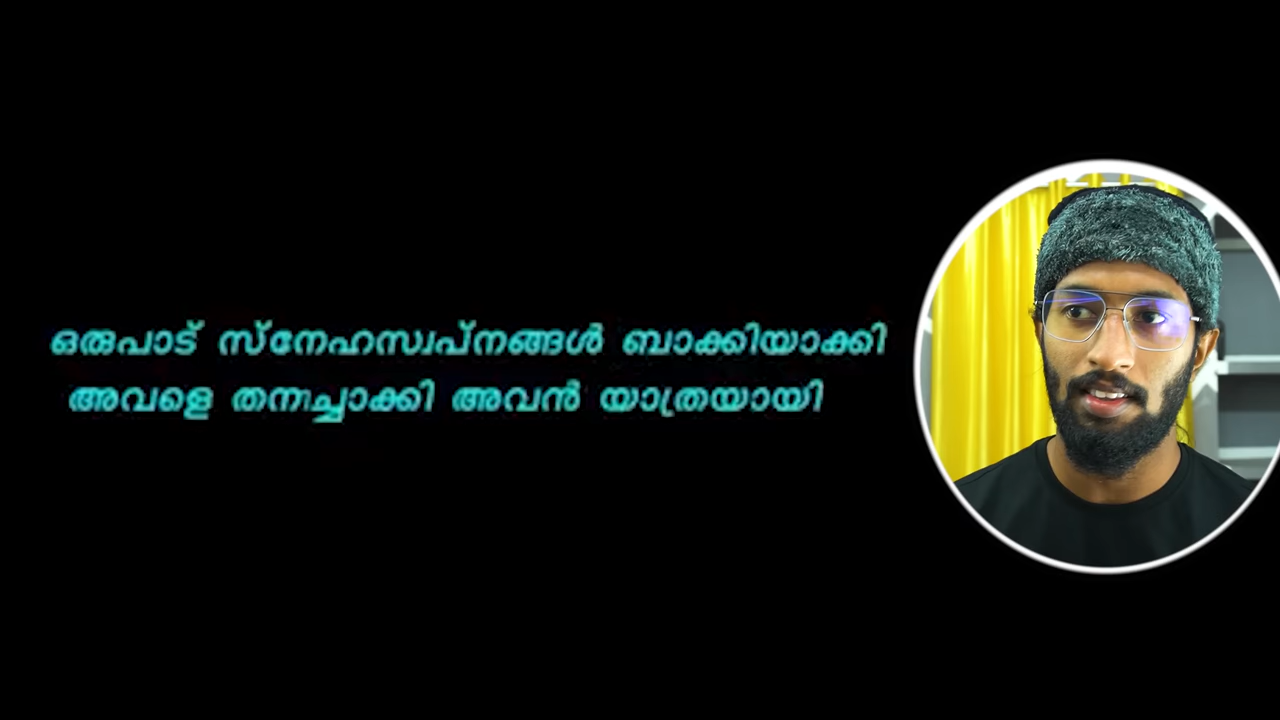 ഒരുപാട് സ്നേഹസ്വപ്നങ്ങൾ ബാക്കിയാക്കി
അവളെ തനിച്ചാക്കി അവൻ യാത്രയായി